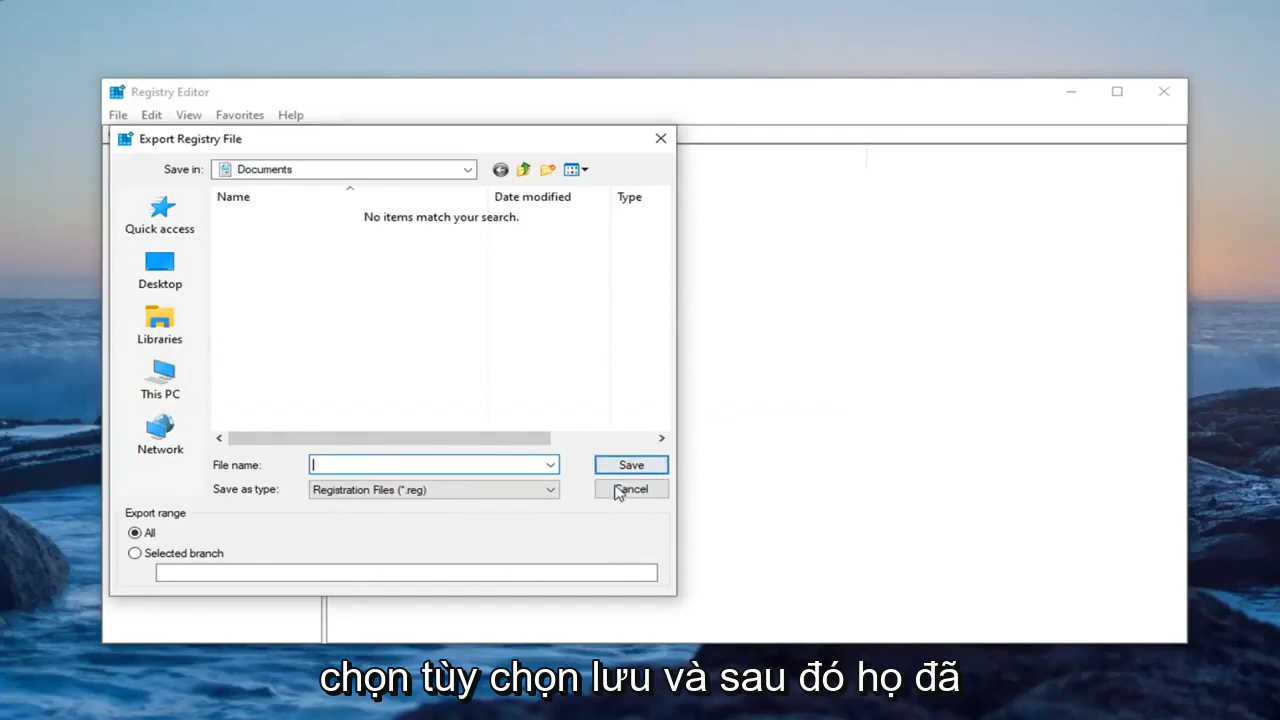 Registry Editor
File Edit View Favorites Help
Export Registry File
Save in: Documents
Name Date modified Type
No items match your search.
Quick access
Desktop
Libraries
This PC
Network
File name: Save
Save as type: Registration Files (*.reg) Cancel
Export range
All
Selected branch
chọn tùy chọn lưu và sau đó họ đã